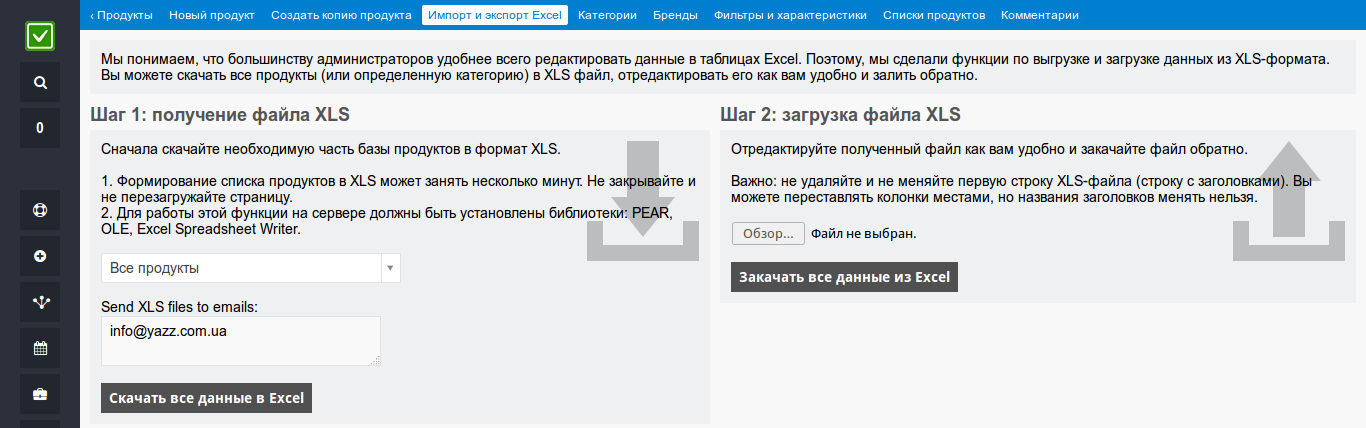 ‹ Продукты Новый продукт Создать копию продукта Импорт и экспорт Excel Категории Бренды Фильтры и характеристики Списки продуктов Комментарии
0
Мы понимаем, что большинству администраторов удобнее всего редактировать данные в таблицах Excel. Поэтому, мы сделали функции по выгрузке и загрузке данных из XLS-формата.
Вы можете скачать все продукты (или определенную категорию) в XLS файл, отредактировать его как вам удобно и залить обратно.
Шаг 1: получение файла XLS
Сначала скачайте необходимую часть базы продуктов в формат XLS.
1. Формирование списка продуктов в XLS может занять несколько минут. Не закрывайте и
не перезагружайте страницу.
2. Для работы этой функции на сервере должны быть установлены библиотеки: PEAR,
OLE, Excel Spreadsheet Writer.
Все продукты
Send XLS files to emails:
info@yazz.com.ua
Скачать все данные в Excel
Шаг 2: загрузка файла XLS
Отредактируйте полученный файл как вам удобно и закачайте файл обратно.
Важно: не удаляйте и не меняйте первую строку XLS-файла (строку с заголовками). Вы
можете переставлять колонки местами, но названия заголовков менять нельзя.
Обзор... Файл не выбран.
Закачать все данные из Excel